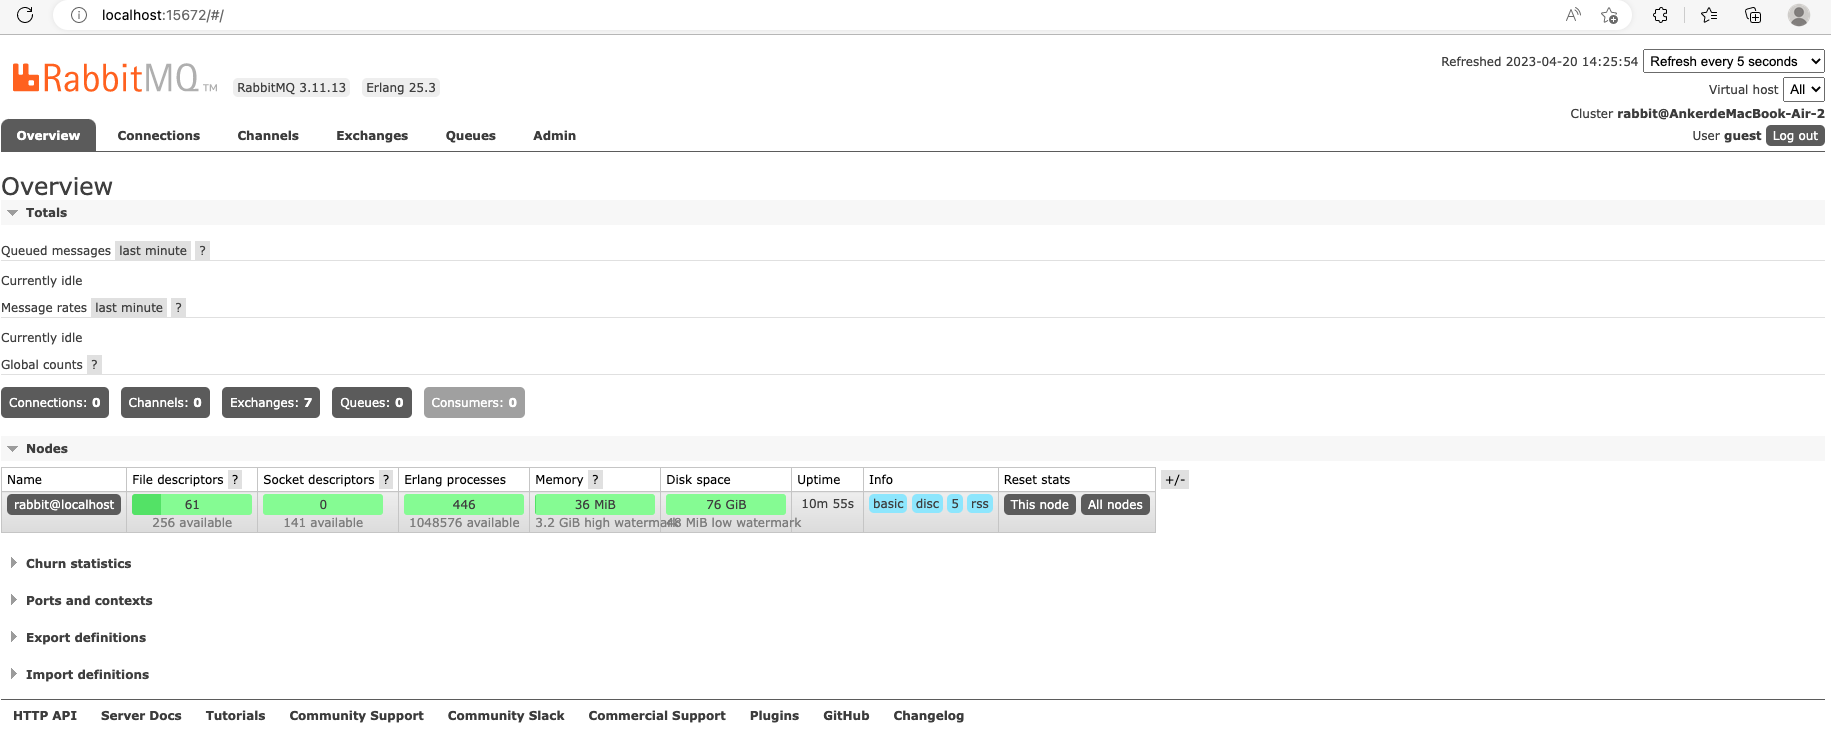 localhost:15672/#/
RabbitMQ TM RabbitMQ 3.11.13 Erlang 25.3
Refreshed 2023-04-20 14:25:54 Refresh every 5 seconds
Virtual host All
Cluster rabbit@AnkerdeMacBook-Air-2
User guest Log out
Overview Connections Channels Exchanges Queues Admin
Overview
Totals
Queued messages last minute ?
Currently idle
Message rates last minute ?
Currently idle
Global counts ?
Connections: 0 Channels: 0 Exchanges: 7 Queues: 0 Consumers: 0
Nodes
Name File descriptors ? Socket descriptors ? Erlang processes Memory ? Disk space Uptime Info Reset stats +/-
rabbit@localhost 61 0 446 36 MiB 76 GiB 10m 55s basic disc 5 rss This node All nodes
256 available 141 available 1048576 available 3.2 GiB high watermark 48 MiB low watermark
Churn statistics
Ports and contexts
Export definitions
Import definitions
HTTP API Server Docs Tutorials Community Support Community Slack Commercial Support Plugins GitHub Changelog